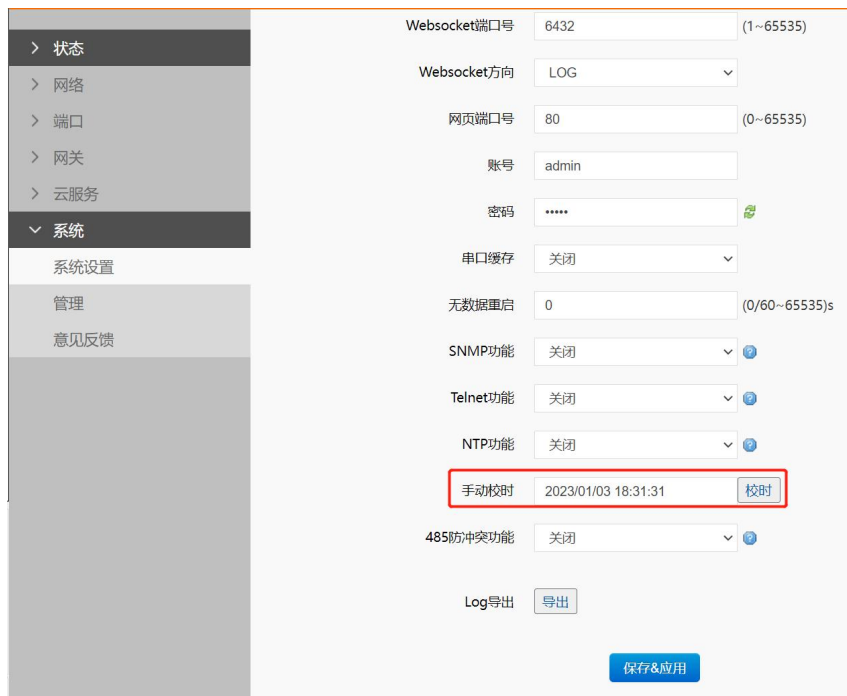 状态
网络
端口
网关
云服务
系统
系统设置
管理
意见反馈
Websocket端口号 6432 (1~65535)
Websocket方向 LOG
网页端口号 80 (0~65535)
账号 admin
密码 •••••
串口缓存 关闭
无数据重启 0 (0/60~65535)s
SNMP功能 关闭
Telnet功能 关闭
NTP功能 关闭
手动校时 2023/01/03 18:31:31 校时
485防冲突功能 关闭
Log导出 导出
保存&应用